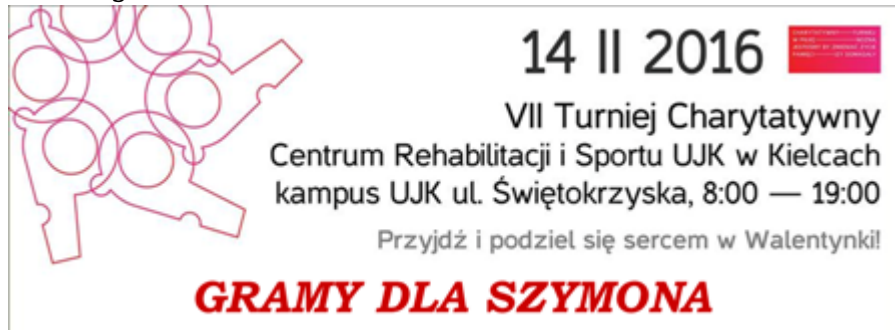 14 II 2016
VII Turniej Charytatywny
Centrum Rehabilitacji i Sportu UJK w Kielcach
kampus UJK ul. Świętokrzyska, 8:00 — 19:00
Przyjdź i podziel się sercem w Walentynki!
GRAMY DLA SZYMONA